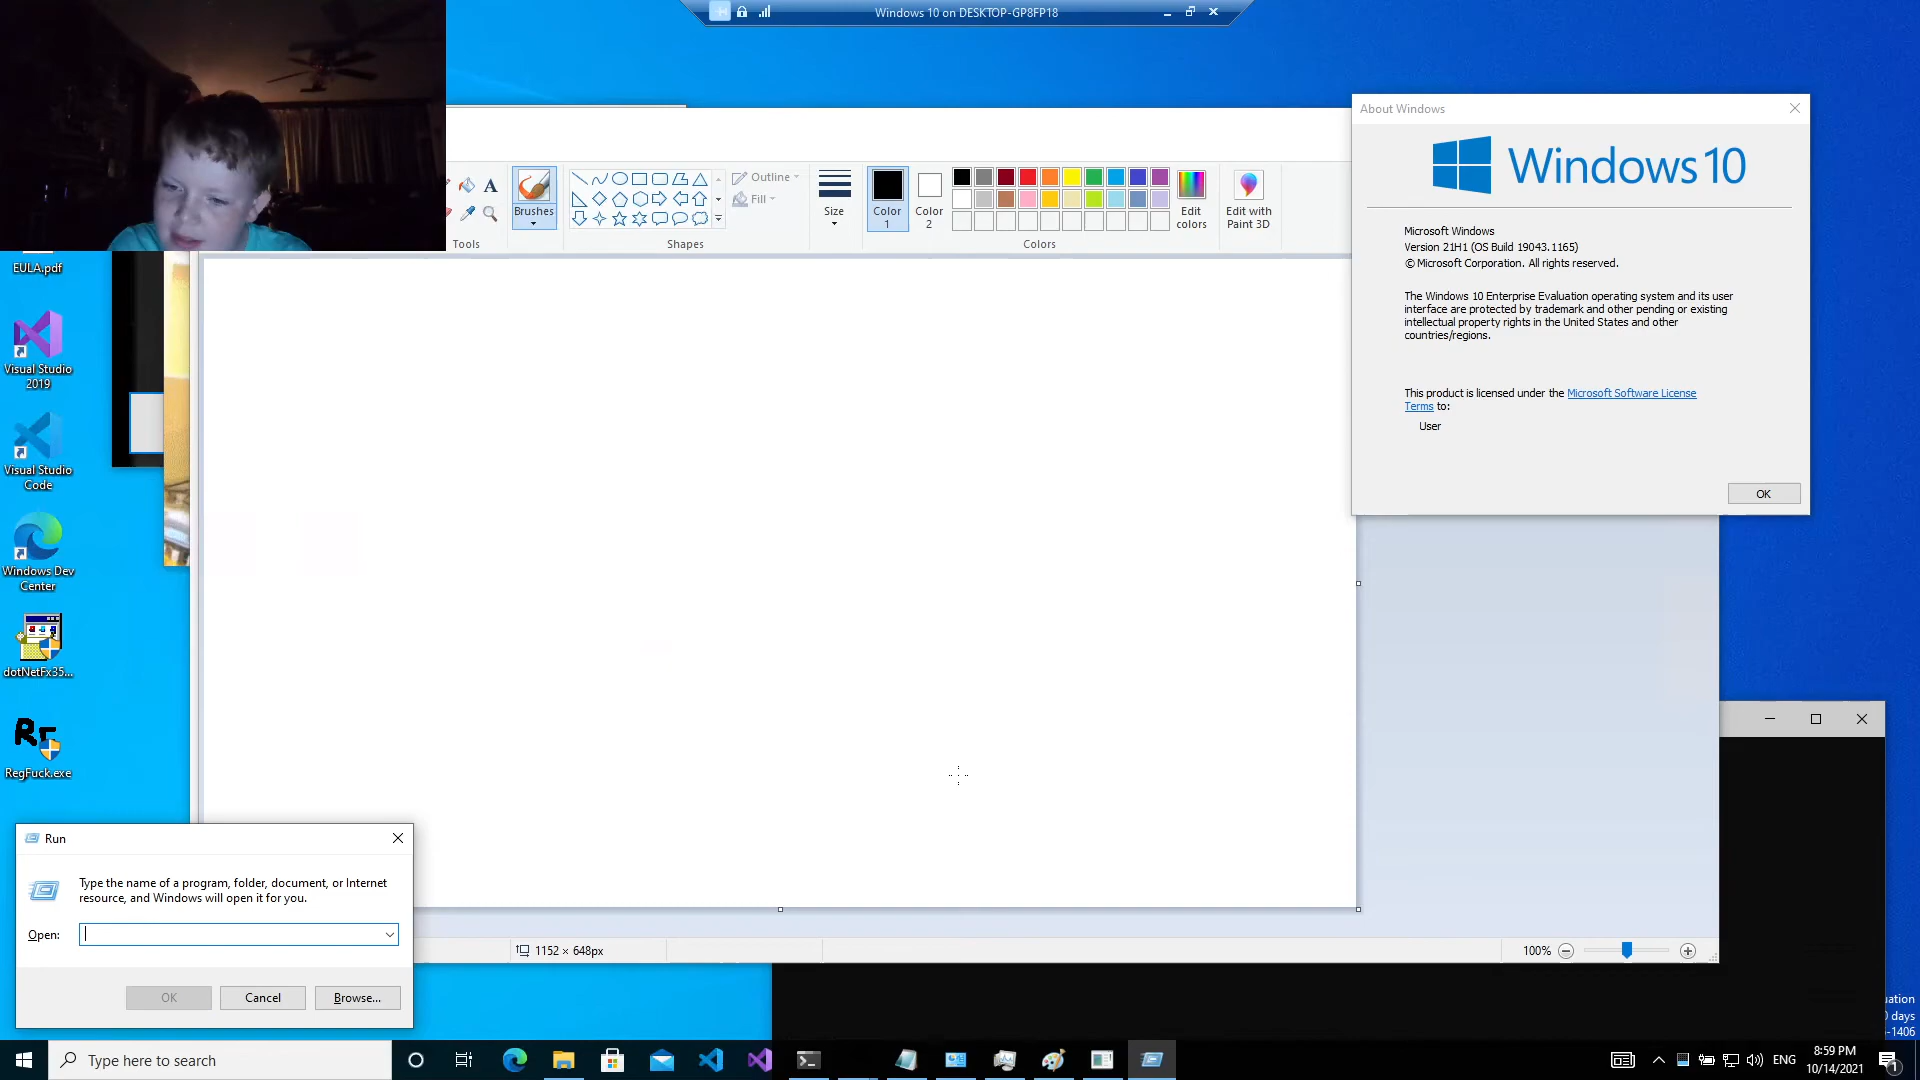 Windows 10 on DESKTOP-GP8FP18
About Windows
Windows 10
Microsoft Windows
Version 21H1 (OS Build 19043.1165)
© Microsoft Corporation. All rights reserved.
The Windows 10 Enterprise Evaluation operating system and its user
interface are protected by trademark and other pending or existing
intellectual property rights in the United States and other
countries/regions.
This product is licensed under the Microsoft Software License
Terms to:
User
OK
A
Brushes
Outline
Fill
Size
Color
1
Color
2
Edit
colors
Edit with
Paint 3D
Tools
Shapes
Colors
EULA.pdf
Visual Studio
2019
Visual Studio
Code
Windows Dev
Center
dotNetFx35...
RF
RegFuck.exe
Run
Type the name of a program, folder, document, or Internet
resource, and Windows will open it for you.
Open:
OK
Cancel
Browse...
1152 × 648px
100%
uation
0 days
-1406
Type here to search
ENG
8:59 PM
10/14/2021
1